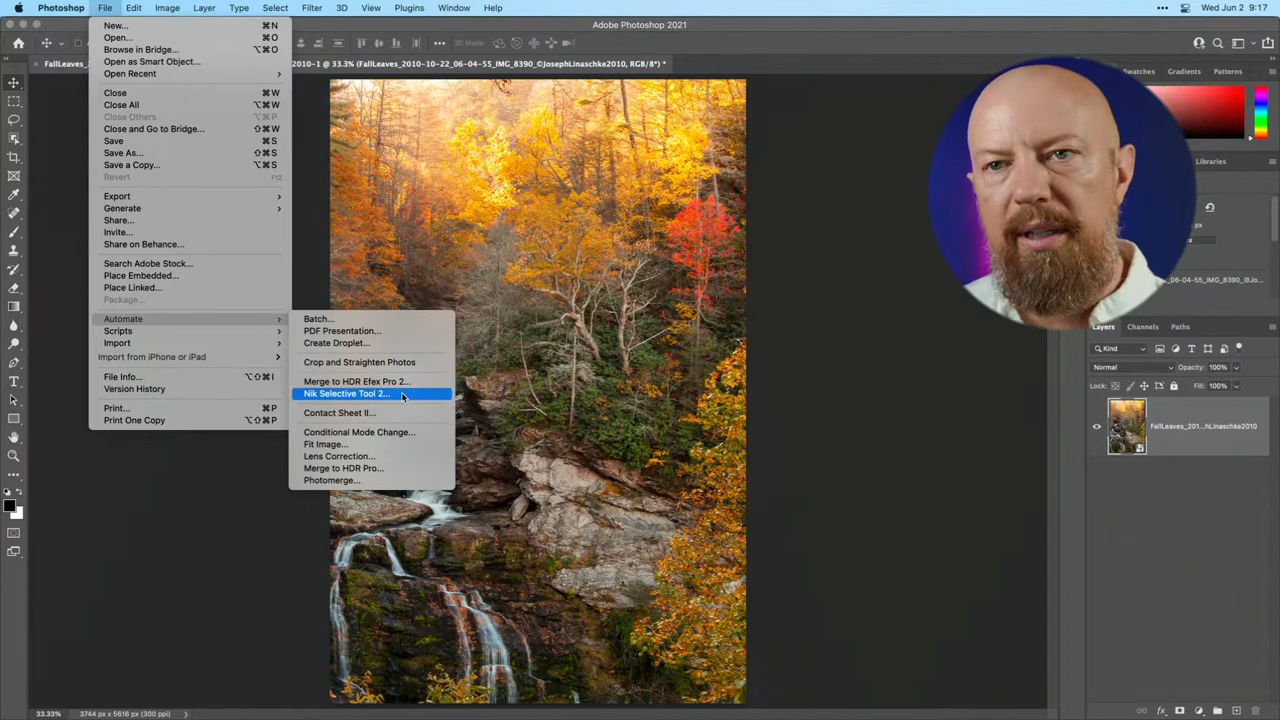 Photoshop File Edit Image Layer Type Select Filter 3D View Plugins Window Help ••• Wed Jun 2 9:17
Adobe Photoshop 2021
3D Mode:
FallLeaves_2010-10-22_06-04-55_IMG_8390_©JosephLinaschke2010, RGB/8*) *
2010-1 @ 33.3%
New... ⌘N
Open... ⌘O
Browse in Bridge... ⌥⌘O
Open as Smart Object...
Open Recent
Close ⌘W
Close All ⌥⌘W
Close Others ⌥⌘P
Close and Go to Bridge... ⇧⌘W
Save ⌘S
Save As... ⇧⌘S
Save a Copy... ⌥⌘S
Revert F12
Export
Generate
Share...
Invite...
Share on Behance...
Search Adobe Stock...
Place Embedded...
Place Linked...
Package...
Automate
Scripts
Import
Import from iPhone or iPad
File Info... ⌥⇧⌘I
Version History
Print... ⌘P
Print One Copy ⌥⇧⌘P
Batch...
PDF Presentation...
Create Droplet...
Crop and Straighten Photos
Merge to HDR Efex Pro 2...
Nik Selective Tool 2...
Contact Sheet II...
Conditional Mode Change...
Fit Image...
Lens Correction...
Merge to HDR Pro...
Photomerge...
Swatches Gradients Patterns
Libraries
px
06-04-55_IMG_8390_©JosephLi...
Layers Channels Paths
Kind
Normal Opacity: 100%
Lock: Fill: 100%
FallLeaves_201...hLinaschke2010
33.33% 3744 px x 5616 px (300 ppi)